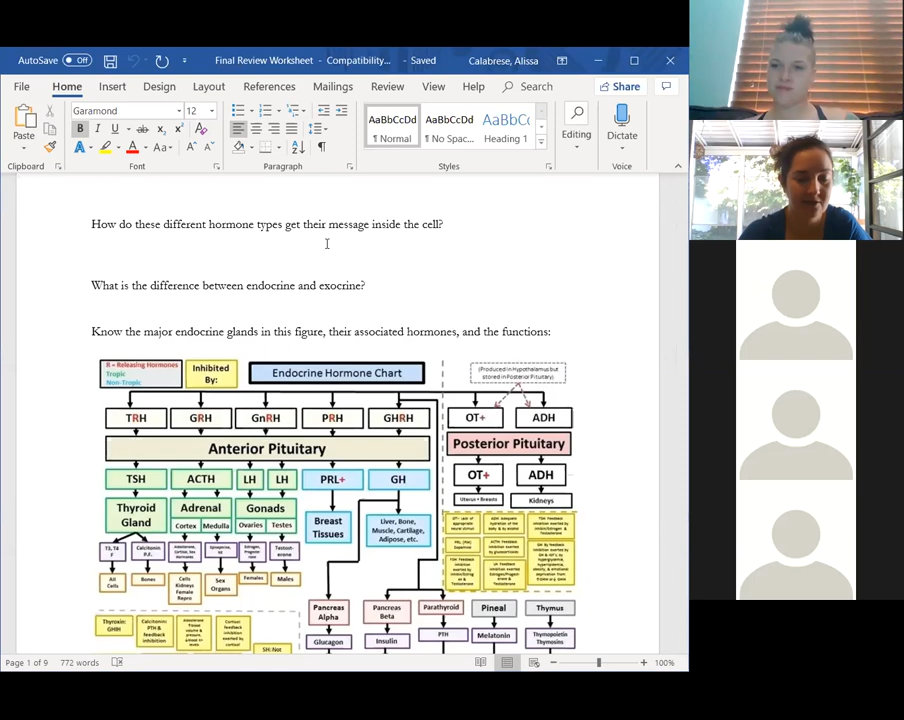 AutoSave Off Final Review Worksheet - Compatibility... - Saved Calabrese, Alissa
File Home Insert Design Layout References Mailings Review View Help Search Share
Garamond 12
Paste
B I U ab x₂ x²
AaBbCcDd AaBbCcDd AaBbCc
¶ Normal ¶ No Spac... Heading 1
Editing Dictate
Clipboard Font Paragraph Styles Voice
How do these different hormone types get their message inside the cell?
What is the difference between endocrine and exocrine?
Know the major endocrine glands in this figure, their associated hormones, and the functions:
R = Releasing Hormones
Tropic
Non-Tropic
Inhibited By:
Endocrine Hormone Chart
(Produced in Hypothalamus but
stored in Posterior Pituitary)
TRH GRH GnRH PRH GHRH OT+ ADH
Anterior Pituitary Posterior Pituitary
TSH ACTH LH LH PRL+ GH OT+ ADH
Thyroid Gland Adrenal Gonads
Cortex Medulla Ovaries Testes
Breast Tissues
Liver, Bone,
Muscle, Cartilage,
Adipose, etc.
Uterus + Breasts Kidneys
Calcitonin
All Cells
Bones
Cells Kidneys Female Repro
Sex Organs
Females
Males
Pancreas Alpha
Pancreas Beta
Parathyroid
Pineal
Thymus
Glucagon Insulin PTH Melatonin Thymopoietin Thymosins
Page 1 of 9 772 words 100%